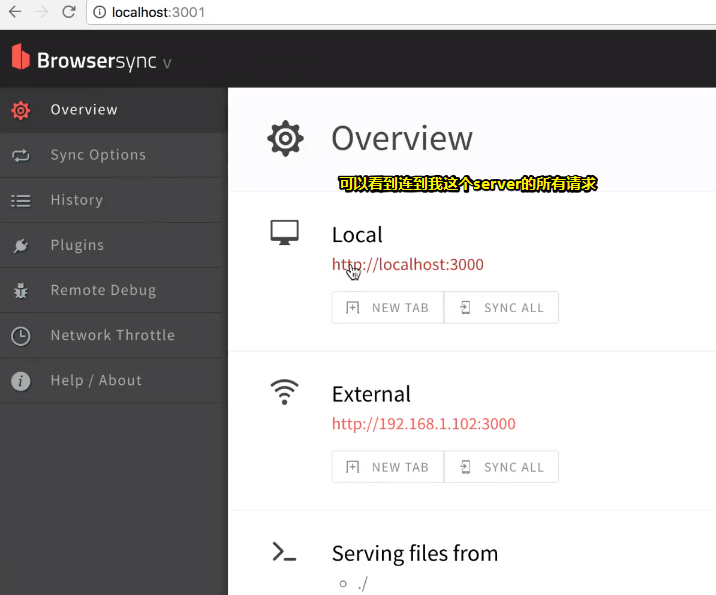 localhost:3001
Browsersync v
Overview
Sync Options
History
Plugins
Remote Debug
Network Throttle
Help / About
Overview
可以看到连到我这个server的所有请求
Local
http://localhost:3000
NEW TAB SYNC ALL
External
http://192.168.1.102:3000
NEW TAB SYNC ALL
Serving files from
./